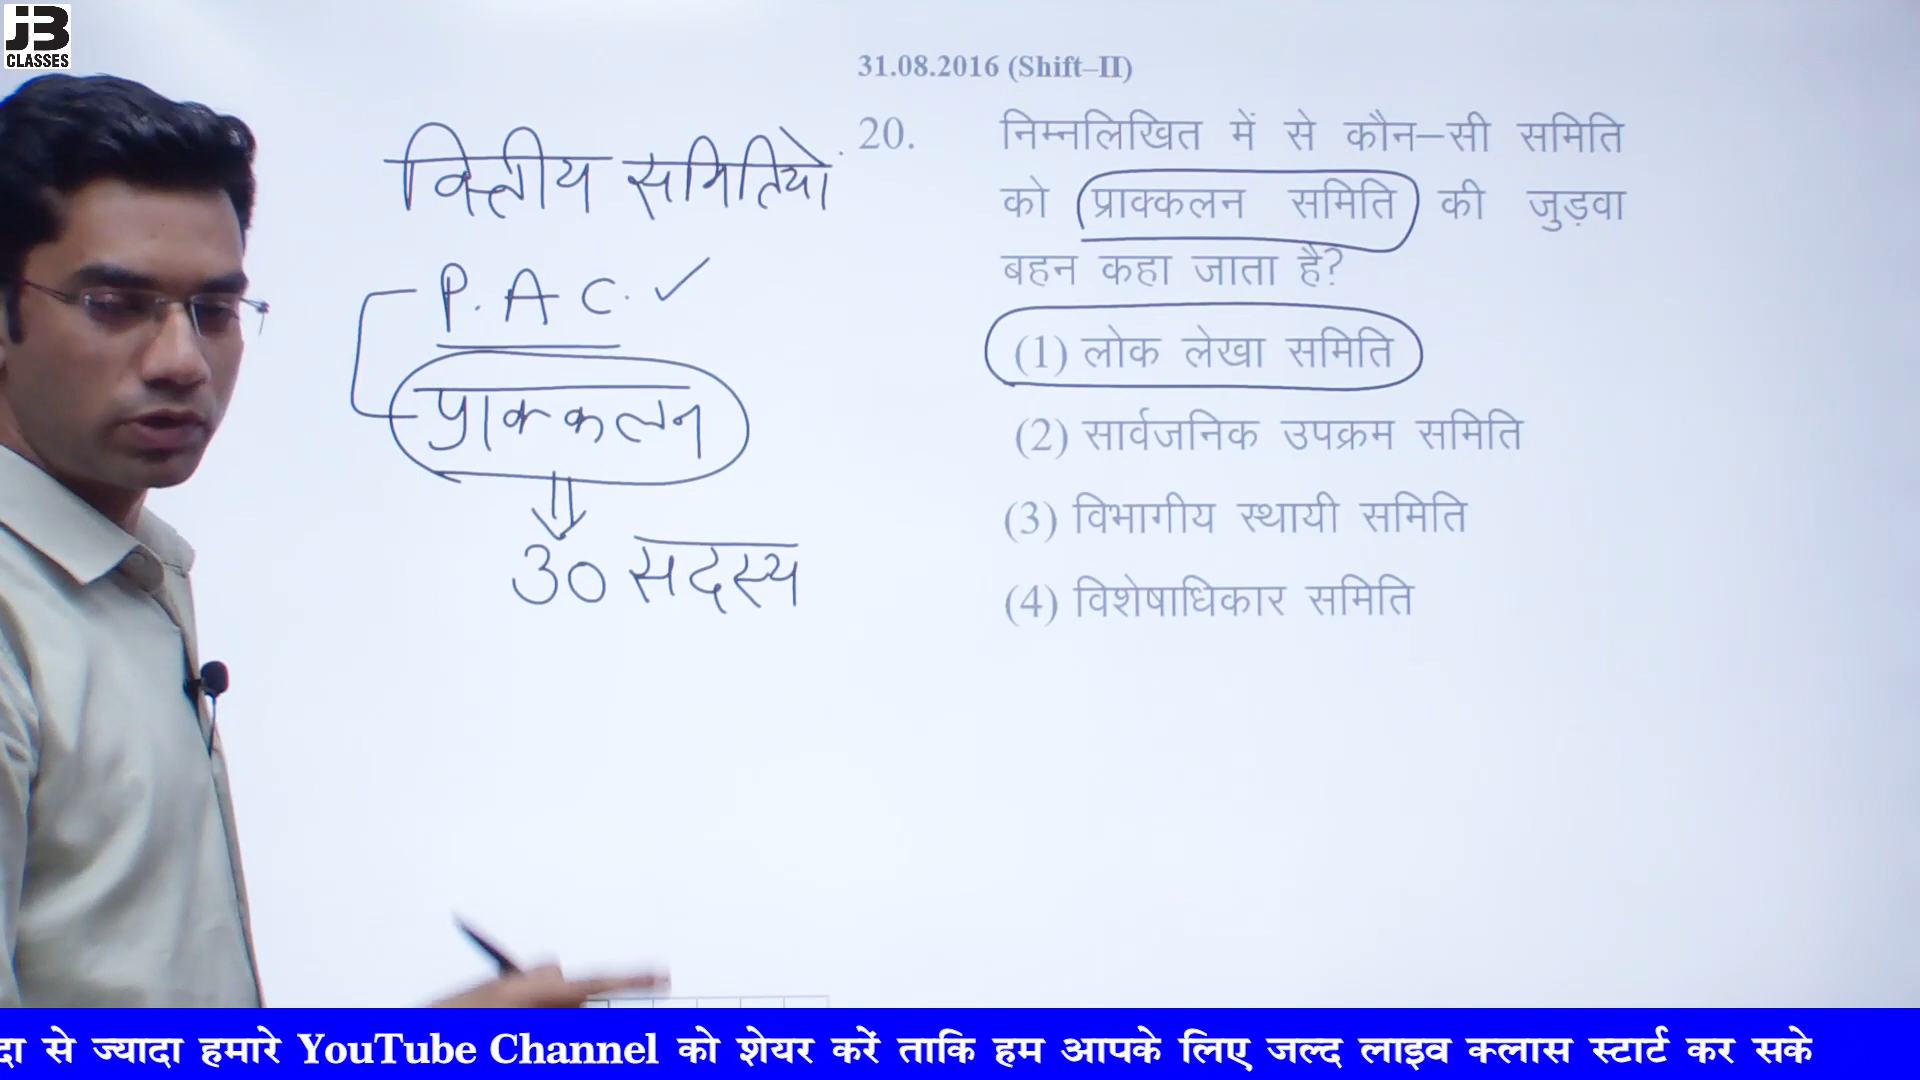 JB
CLASSES
31.08.2016 (Shift–II)
वित्तीय समितियो
P. A C. ✓
प्राक्कलन
30 सदस्य
20. निम्नलिखित में से कौन–सी समिति
को प्राक्कलन समिति की जुड़वा
बहन कहा जाता है?
(1) लोक लेखा समिति
(2) सार्वजनिक उपक्रम समिति
(3) विभागीय स्थायी समिति
(4) विशेषाधिकार समिति
से ज्यादा हमारे YouTube Channel को शेयर करें ताकि हम आपके लिए जल्द लाइव क्लास स्टार्ट कर सके